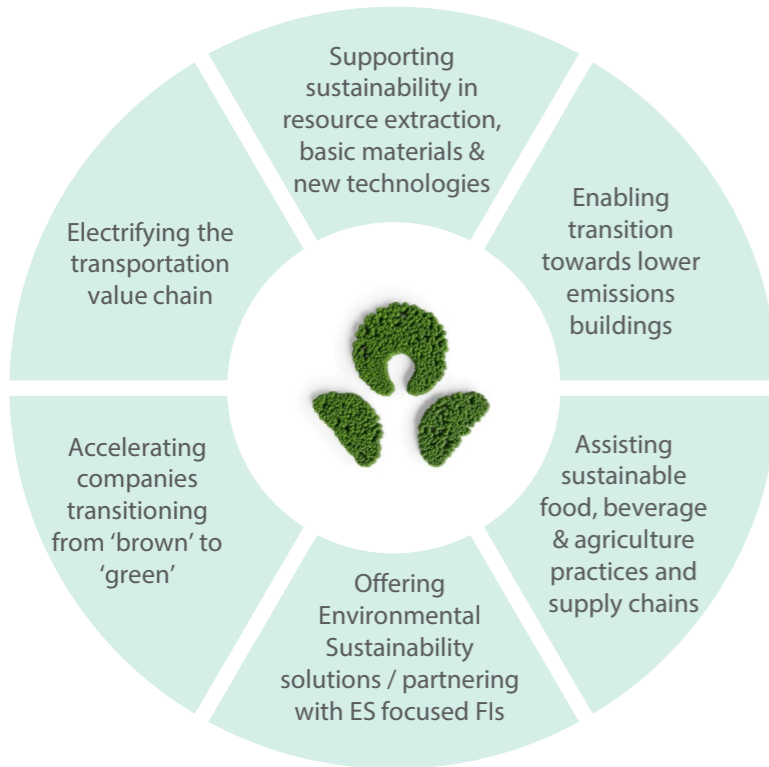 Supporting
sustainability in
resource extraction,
basic materials &
new technologies
Enabling
transition
towards lower
emissions
buildings
Assisting
sustainable
food, beverage
& agriculture
practices and
supply chains
Offering
Environmental
Sustainability
solutions / partnering
with ES focused FIs
Accelerating
companies
transitioning
from ‘brown’ to
‘green’
Electrifying the
transportation
value chain